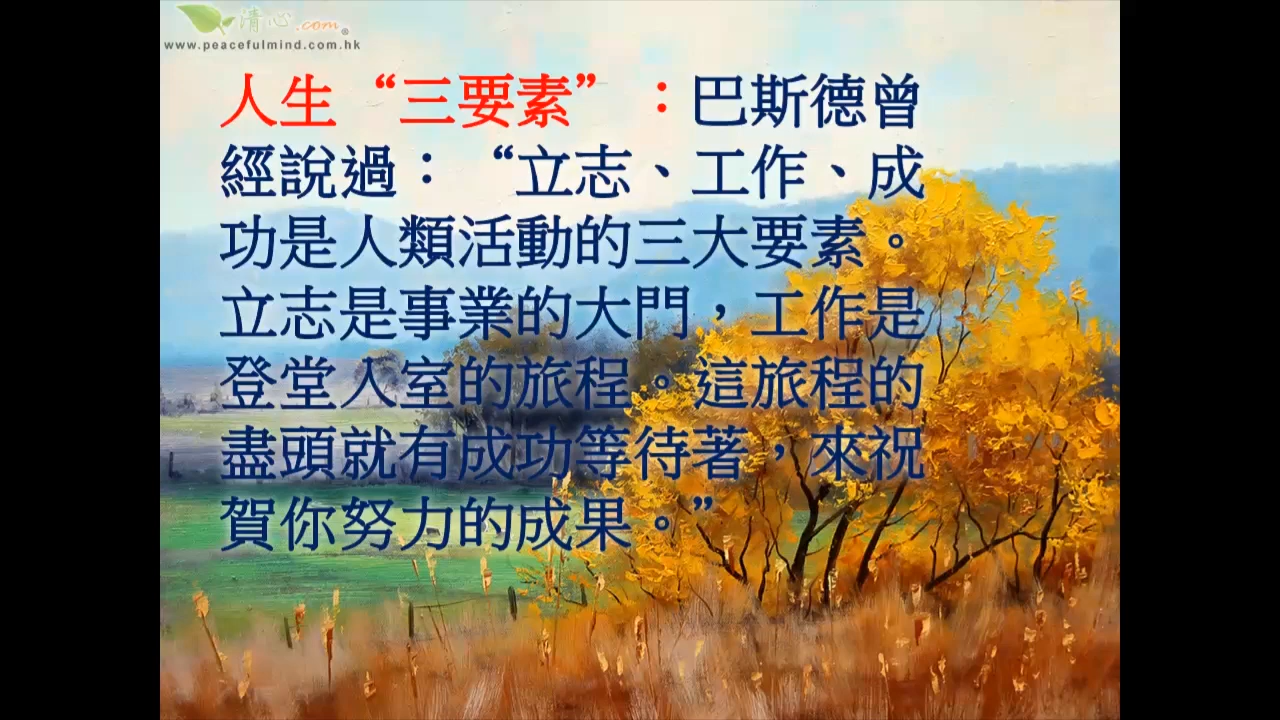 清心.com®
www.peacefulmind.com.hk
人生“三要素”：巴斯德曾
經說過：“立志、工作、成
功是人類活動的三大要素。
立志是事業的大門，工作是
登堂入室的旅程。這旅程的
盡頭就有成功等待著，來祝
賀你努力的成果。”